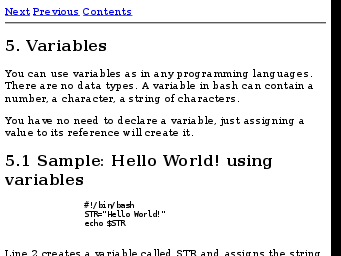 Next Previous Contents
5. Variables
You can use variables as in any programming languages.
There are no data types. A variable in bash can contain a
number, a character, a string of characters.
You have no need to declare a variable, just assigning a
value to its reference will create it.
5.1 Sample: Hello World! using
variables
#!/bin/bash
STR="Hello World!"
echo $STR
Line 2 creates a variable called STR and assigns the string